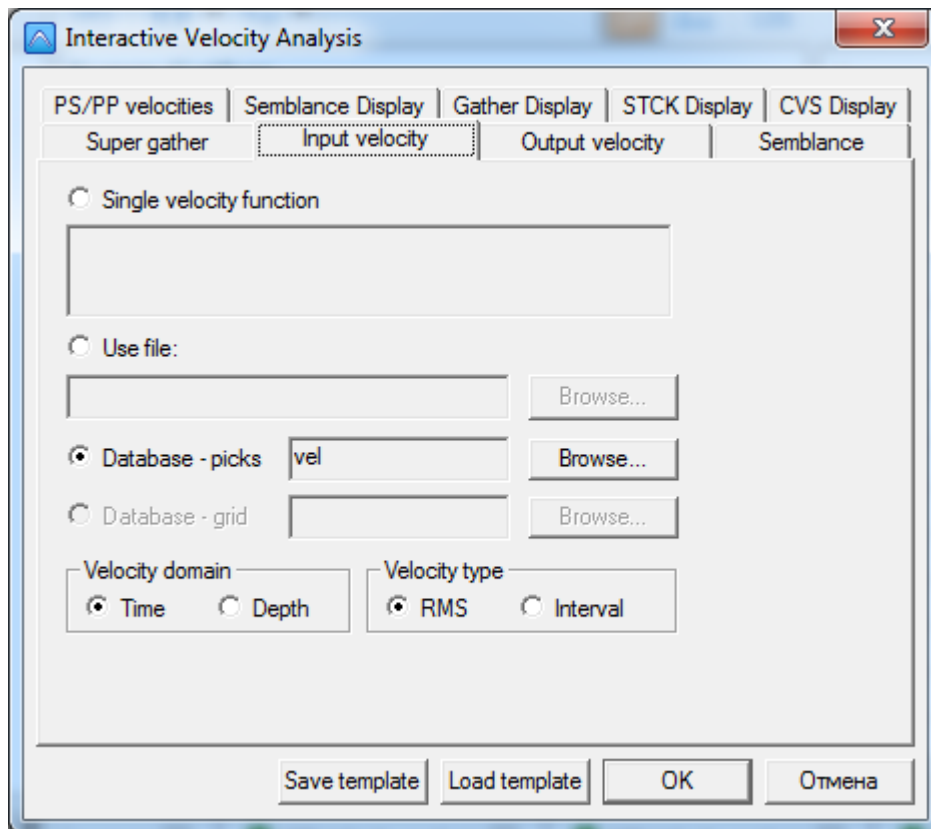 Interactive Velocity Analysis
PS/PP velocities Semblance Display Gather Display STCK Display CVS Display
Super gather Input velocity Output velocity Semblance
Single velocity function
Use file:
Browse...
Database - picks vel Browse...
Database - grid Browse...
Velocity domain Velocity type
Time Depth RMS Interval
Save template Load template OK Отмена